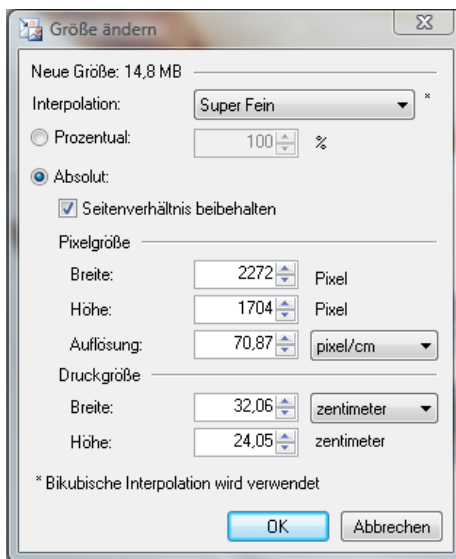 Größe ändern
Neue Größe: 14,8 MB
Interpolation: Super Fein *
Prozentual: 100 %
Absolut:
Seitenverhältnis beibehalten
Pixelgröße
Breite: 2272 Pixel
Höhe: 1704 Pixel
Auflösung: 70,87 pixel/cm
Druckgröße
Breite: 32,06 zentimeter
Höhe: 24,05 zentimeter
* Bikubische Interpolation wird verwendet
OK Abbrechen